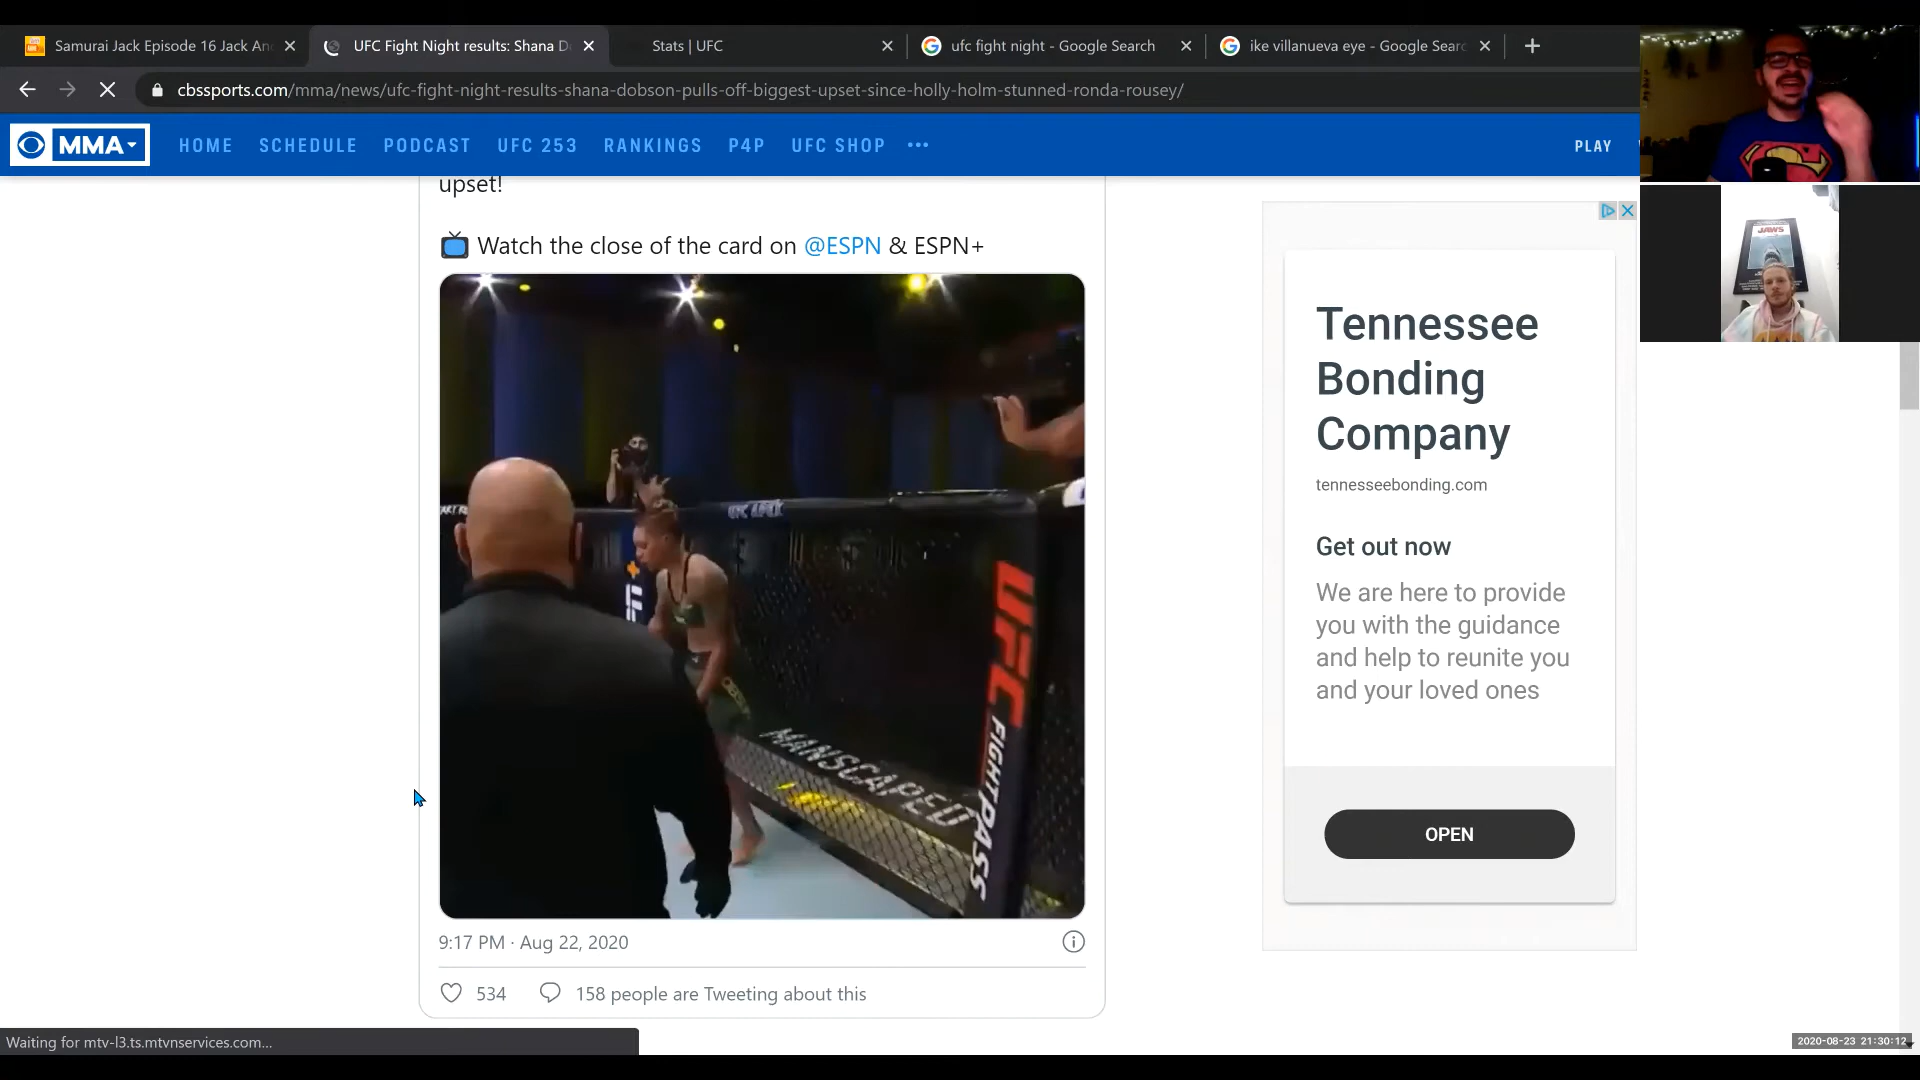 Samurai Jack Episode 16 Jack An
UFC Fight Night results: Shana D
Stats | UFC
ufc fight night - Google Search
ike villanueva eye - Google Searc
cbssports.com/mma/news/ufc-fight-night-results-shana-dobson-pulls-off-biggest-upset-since-holly-holm-stunned-ronda-rousey/
MMA
HOME
SCHEDULE
PODCAST
UFC 253
RANKINGS
P4P
UFC SHOP
PLAY
upset!
Watch the close of the card on @ESPN & ESPN+
UFC APEX
UFC
FIGHT PASS
MANSCAPED
9:17 PM · Aug 22, 2020
534
158 people are Tweeting about this
Tennessee
Bonding
Company
tennesseebonding.com
Get out now
We are here to provide
you with the guidance
and help to reunite you
and your loved ones
OPEN
JAWS
Waiting for mtv-l3.ts.mtvnservices.com...
2020-08-23 21:30:12